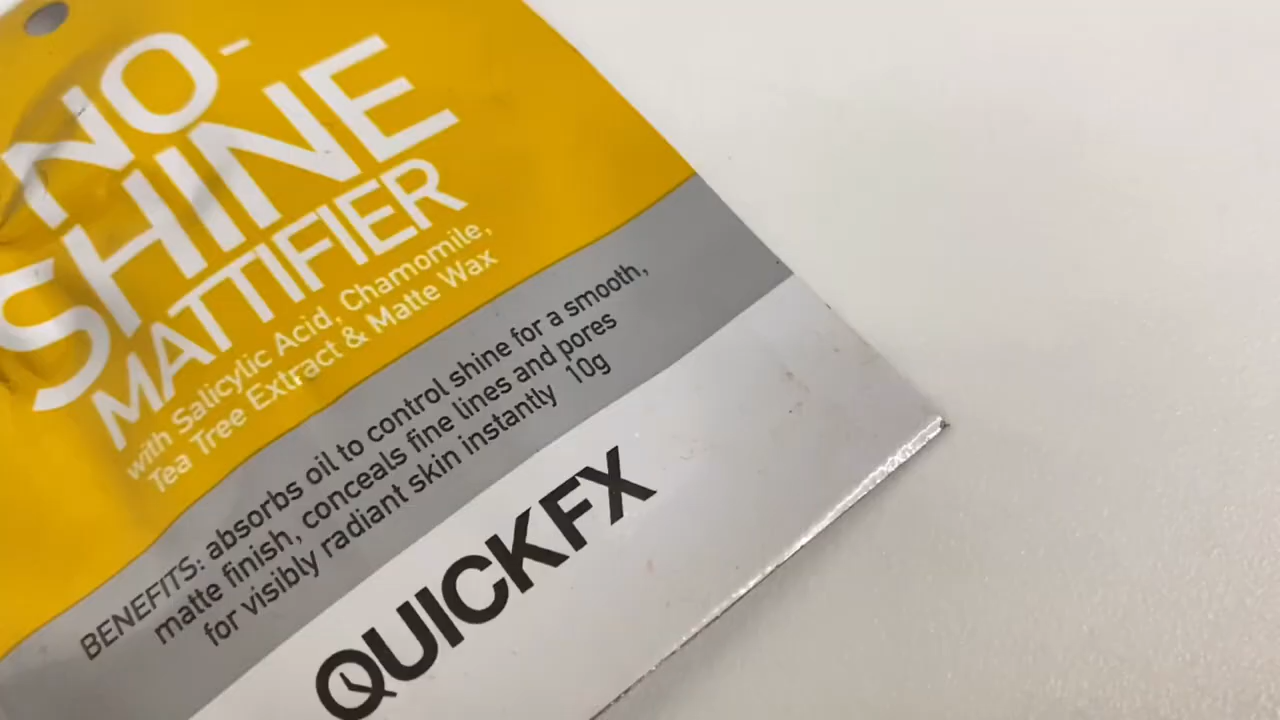 NO-
SHINE
MATTIFIER
with Salicylic Acid, Chamomile,
Tea Tree Extract & Matte Wax
BENEFITS: absorbs oil to control shine for a smooth,
matte finish, conceals fine lines and pores
for visibly radiant skin instantly 10g
QUICKFX